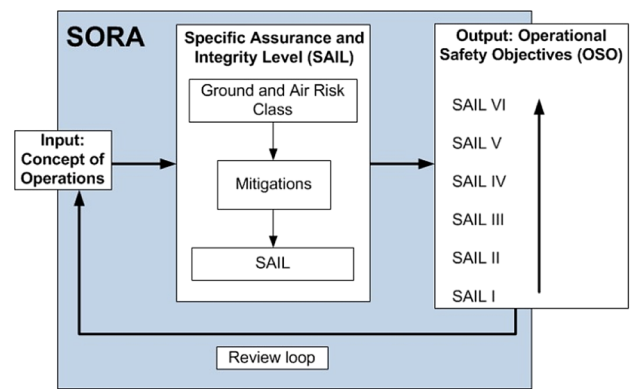 SORA
Specific Assurance and
Integrity Level (SAIL)
Ground and Air Risk
Class
Mitigations
SAIL
Input:
Concept of
Operations
Output: Operational
Safety Objectives (OSO)
SAIL VI
SAIL V
SAIL IV
SAIL III
SAIL II
SAIL I
Review loop